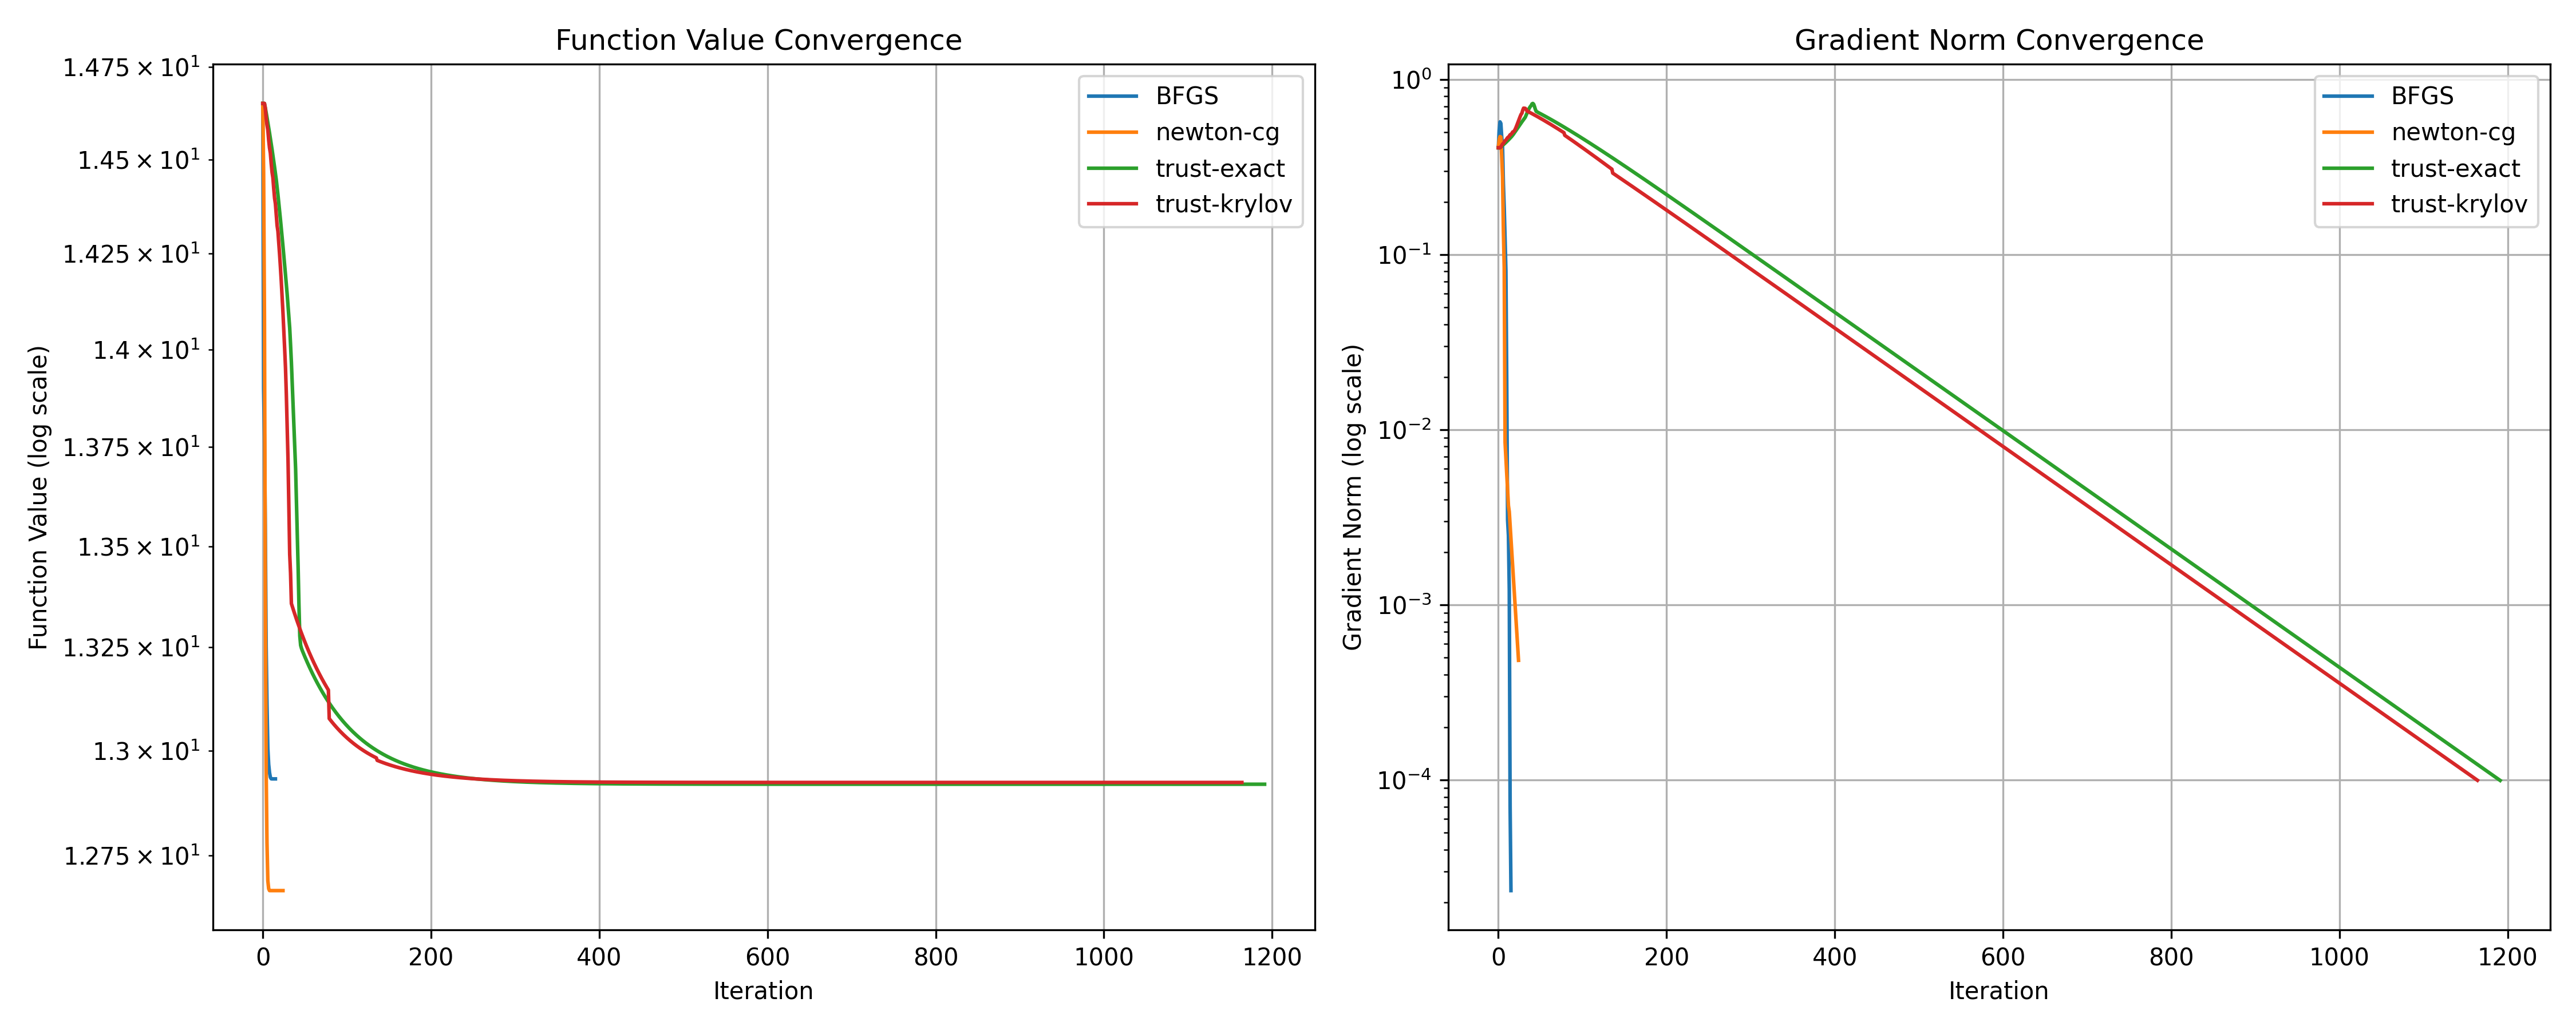 Function Value Convergence
Function Value (log scale)
1.475 × 10¹
1.45 × 10¹
1.425 × 10¹
1.4 × 10¹
1.375 × 10¹
1.35 × 10¹
1.325 × 10¹
1.3 × 10¹
1.275 × 10¹
0 200 400 600 800 1000 1200
Iteration
BFGS
newton-cg
trust-exact
trust-krylov
Gradient Norm Convergence
Gradient Norm (log scale)
10⁰
10⁻¹
10⁻²
10⁻³
10⁻⁴
0 200 400 600 800 1000 1200
Iteration
BFGS
newton-cg
trust-exact
trust-krylov